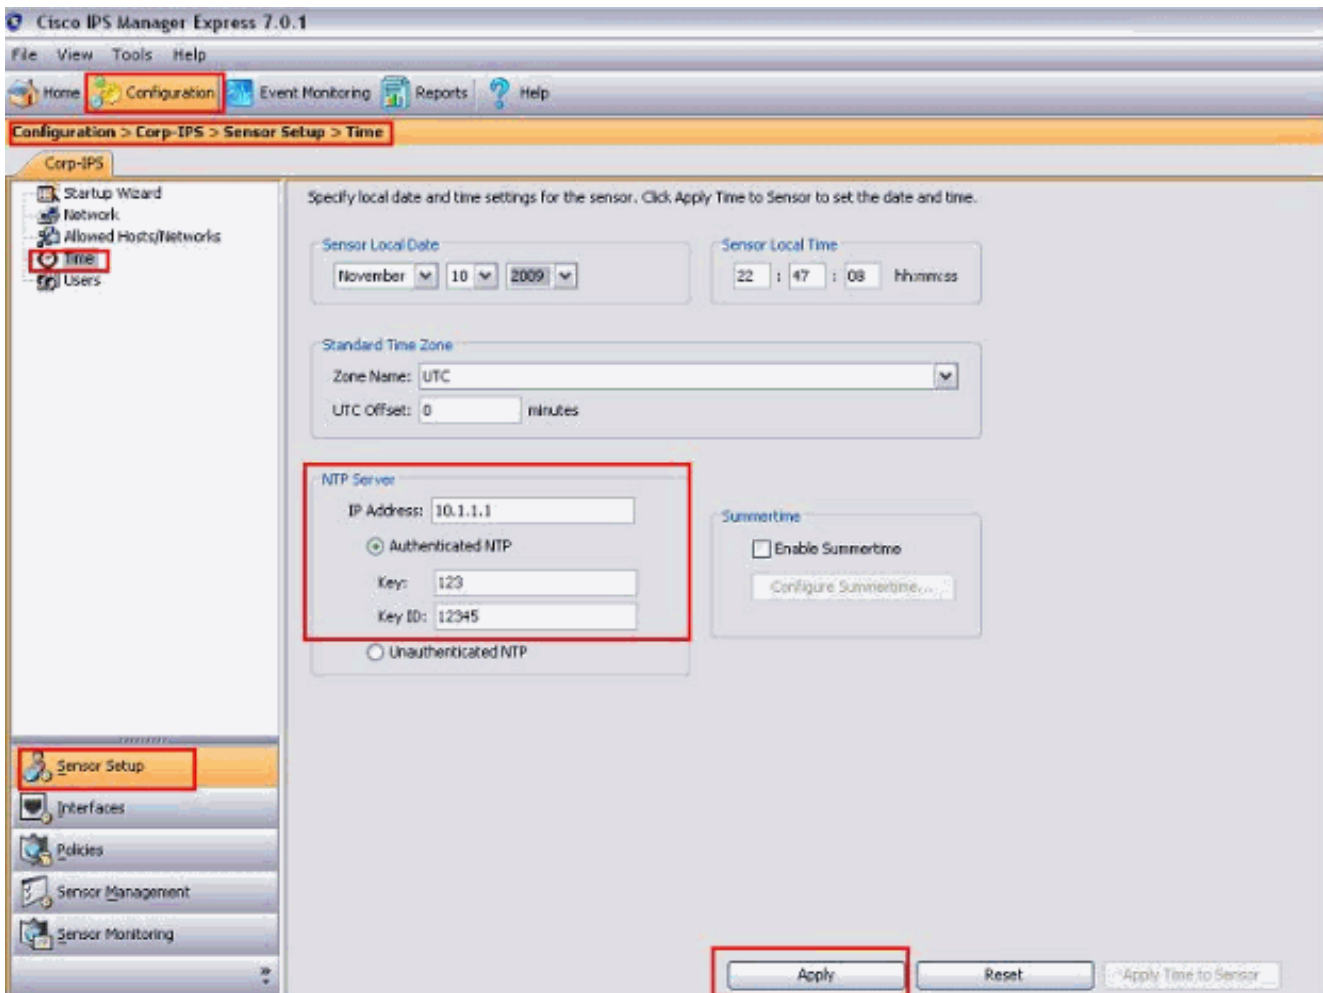 Cisco IPS Manager Express 7.0.1
File View Tools Help
Home Configuration Event Monitoring Reports Help
Configuration > Corp-IPS > Sensor Setup > Time
Corp-IPS
Startup Wizard
Network
Allowed Hosts/Networks
Time
Users
Specify local date and time settings for the sensor. Click Apply Time to Sensor to set the date and time.
Sensor Local Date
November 10 2009
Sensor Local Time
22 : 47 : 08 hh:mm:ss
Standard Time Zone
Zone Name: UTC
UTC Offset: 0 minutes
NTP Server
IP Address: 10.1.1.1
Authenticated NTP
Key: 123
Key ID: 12345
Unauthenticated NTP
Summertime
Enable Summertime
Configure Summertime...
Sensor Setup
Interfaces
Policies
Sensor Management
Sensor Monitoring
Apply Reset Apply Time to Sensor